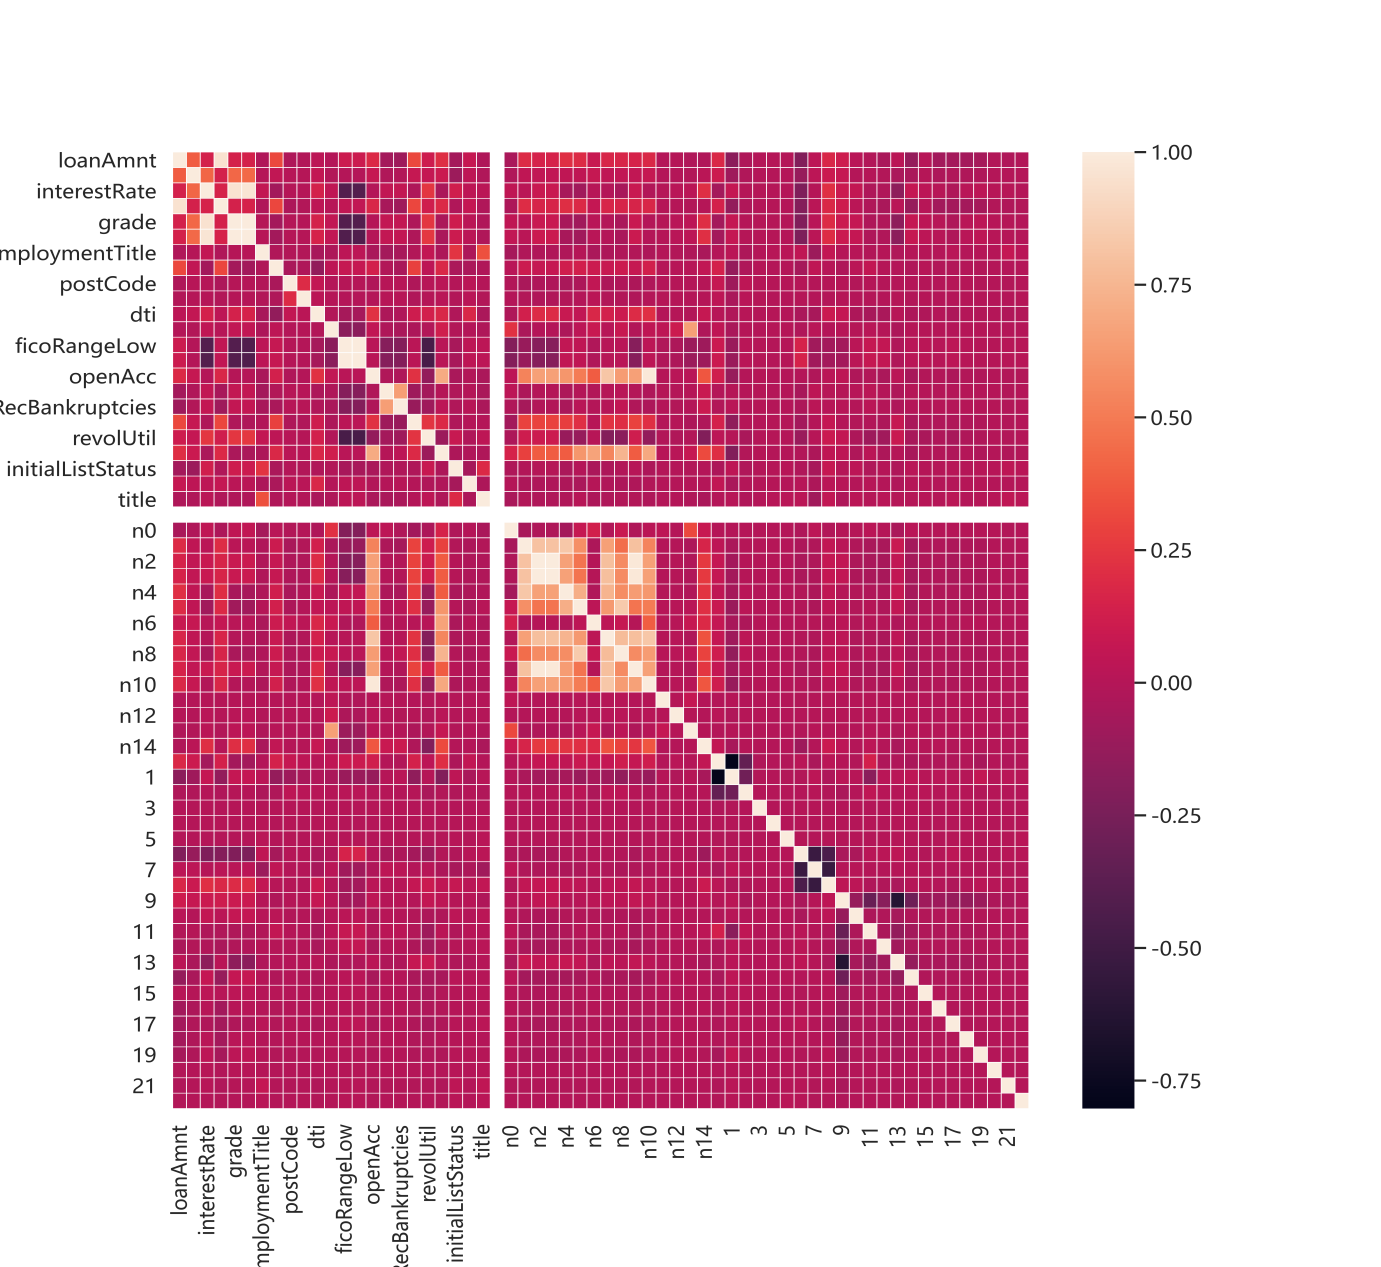 loanAmnt
interestRate
grade
mploymentTitle
postCode
dti
ficoRangeLow
openAcc
RecBankruptcies
revolUtil
initialListStatus
title
n0
n2
n4
n6
n8
n10
n12
n14
1
3
5
7
9
11
13
15
17
19
21
loanAmnt
interestRate
grade
mploymentTitle
postCode
dti
ficoRangeLow
openAcc
RecBankruptcies
revolUtil
initialListStatus
title
n0
n2
n4
n6
n8
n10
n12
n14
1
3
5
7
9
11
13
15
17
19
21
1.00
0.75
0.50
0.25
0.00
-0.25
-0.50
-0.75